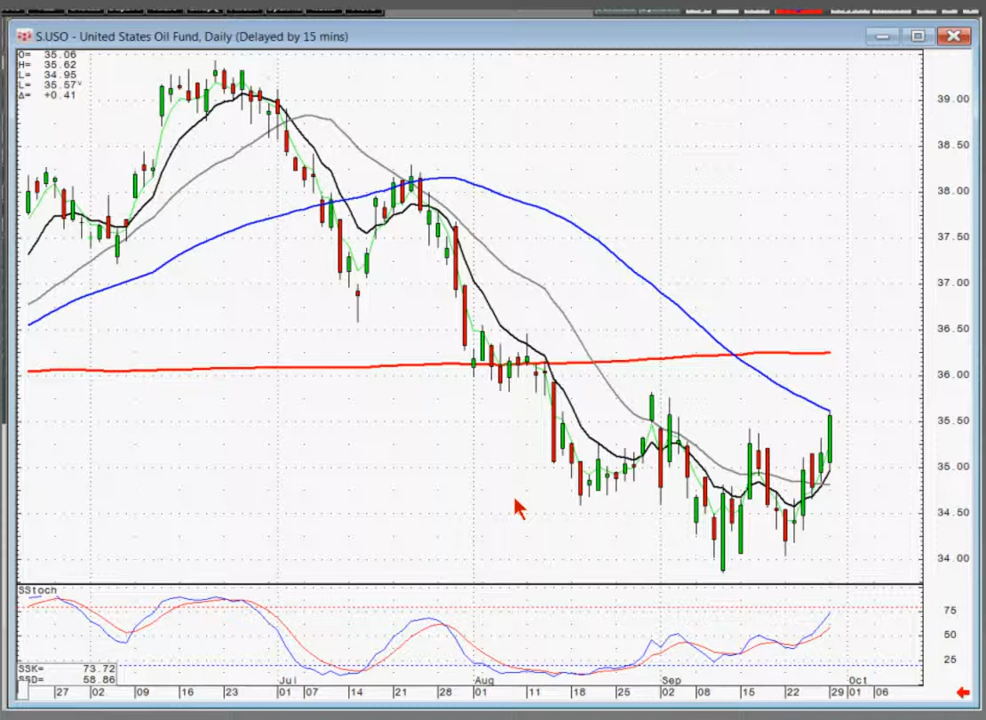 S.USO - United States Oil Fund, Daily (Delayed by 15 mins)
O= 35.06
H= 35.62
L= 34.95
L= 35.57
Δ= +0.41
39.00
38.50
38.00
37.50
37.00
36.50
36.00
35.50
35.00
34.50
34.00
SStoch
75
50
25
SSK= 73.72
SSD= 58.86
Jul
Aug
Sep
Oct
27 02 09 16 23 01 07 14 21 28 01 11 18 25 02 08 15 22 29 01 06